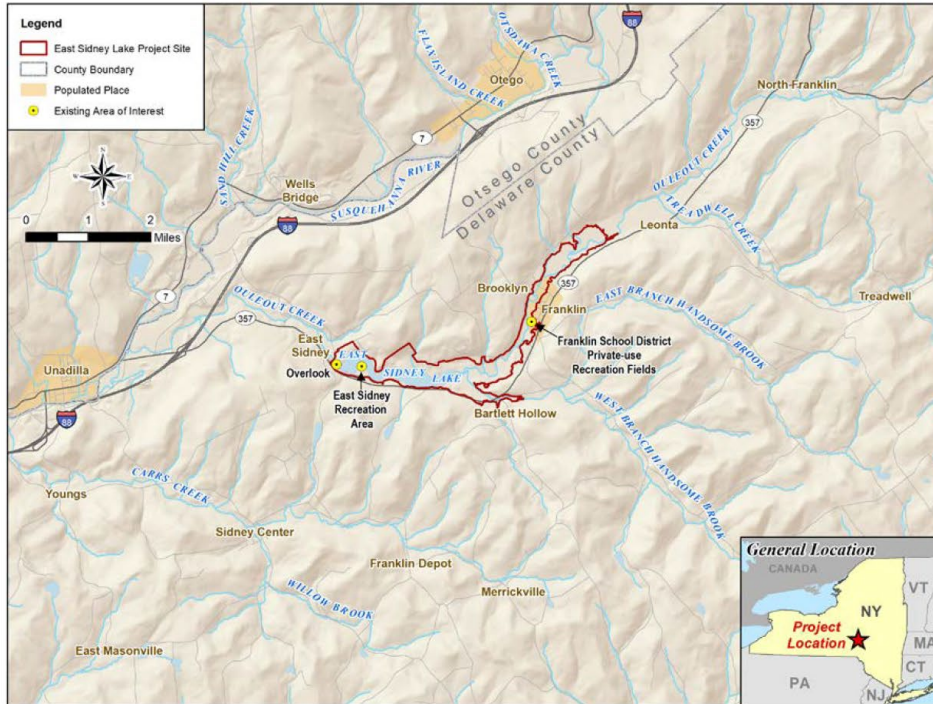 Legend
East Sidney Lake Project Site
County Boundary
Populated Place
Existing Area of Interest
N
W
E
S
0 1 2
Miles
88
OTSDAWA CREEK
FLAX ISLAND CREEK
Otego
North Franklin
7
357
SAND HILL CREEK
Otsego County
Delaware County
OULEOUT CREEK
Wells
Bridge
SUSQUEHANNA RIVER
TREADWELL CREEK
88
Leonta
7
Brooklyn
357
EAST BRANCH HANDSOME BROOK
Treadwell
OULEOUT CREEK
357
Franklin
East
Sidney
Franklin School District
Private-use
Recreation Fields
Unadilla
Overlook
EAST
SIDNEY LAKE
East Sidney
Recreation
Area
Bartlett Hollow
88
WEST BRANCH HANDSOME BROOK
CARRS CREEK
Youngs
Sidney Center
Franklin Depot
WILLOW BROOK
Merrickville
East Masonville
General Location
CANADA
VT
NY
Project
Location
MA
CT
PA
NJ